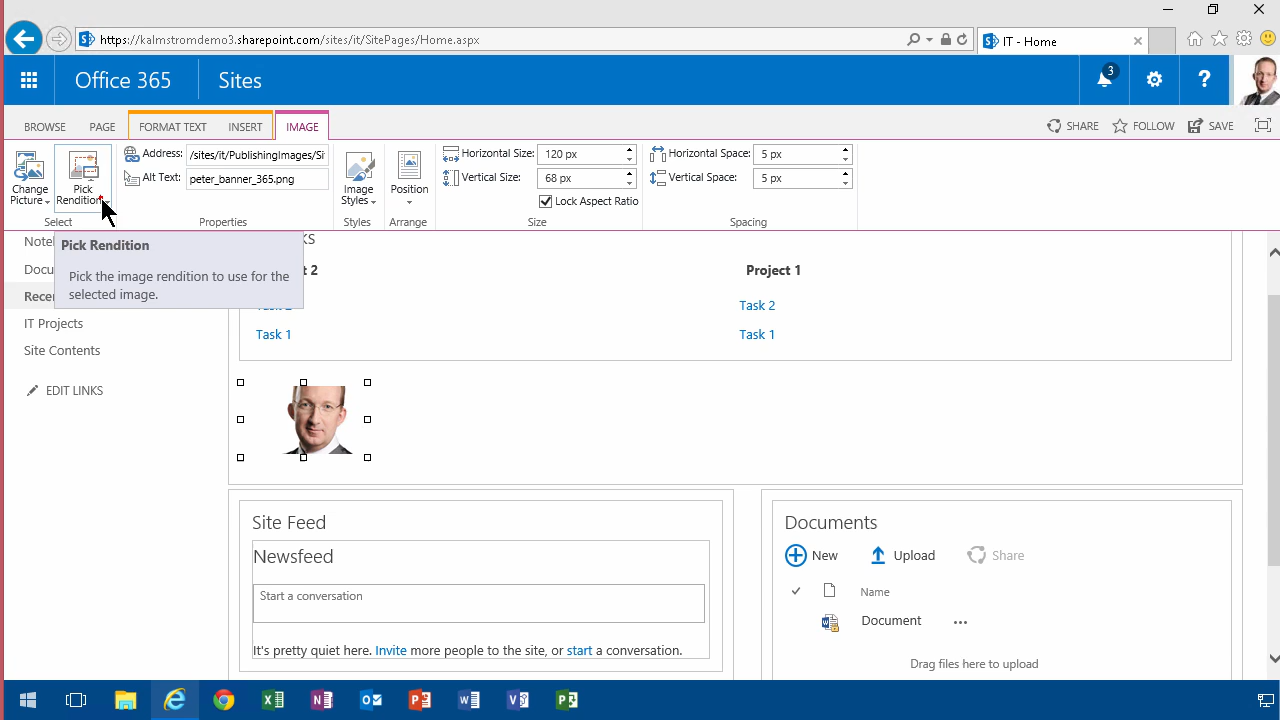 https://kalmstromdemo3.sharepoint.com/sites/it/SitePages/Home.aspx
IT - Home
Office 365
Sites
3
?
BROWSE
PAGE
FORMAT TEXT
INSERT
IMAGE
SHARE
FOLLOW
SAVE
Change Picture
Pick Rendition
Select
Address: /sites/it/PublishingImages/Si
Alt Text: peter_banner_365.png
Properties
Image Styles
Styles
Position
Arrange
Horizontal Size: 120 px
Vertical Size: 68 px
Lock Aspect Ratio
Size
Horizontal Space: 5 px
Vertical Space: 5 px
Spacing
Pick Rendition
Pick the image rendition to use for the
selected image.
IT Projects
Site Contents
EDIT LINKS
2
Project 1
Task 2
Task 1
Task 1
Site Feed
Newsfeed
Start a conversation
It's pretty quiet here. Invite more people to the site, or start a conversation.
Documents
New
Upload
Share
Name
Document
...
Drag files here to upload